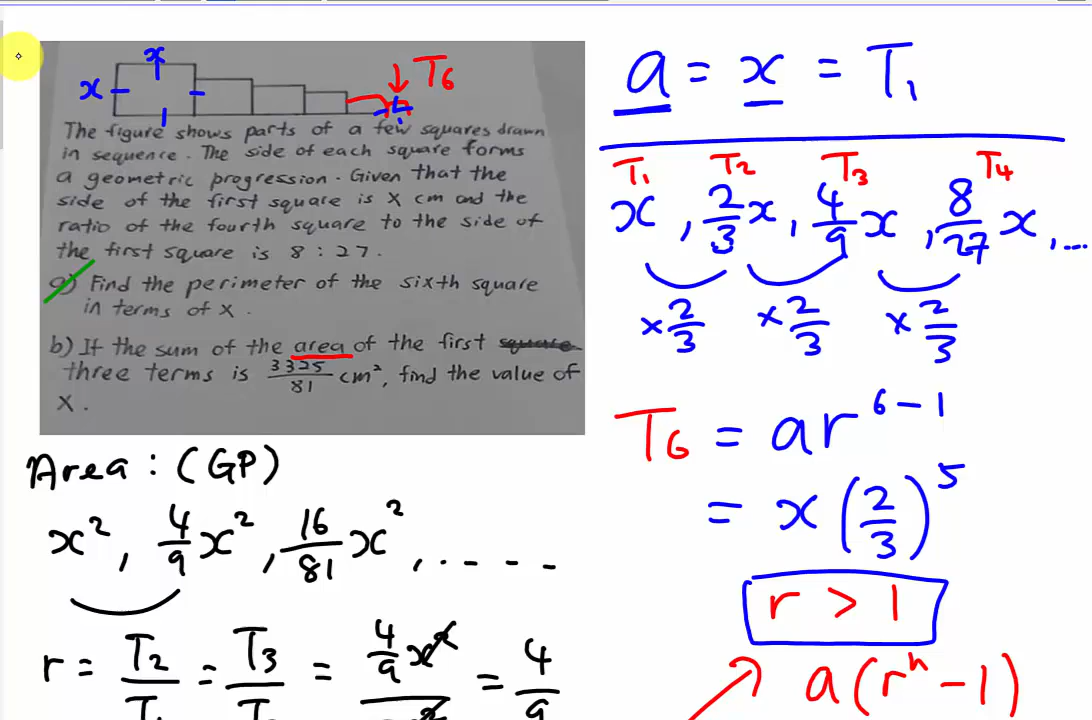 x
x
T6
The figure shows parts of a few squares drawn
in sequence. The side of each square forms
a geometric progression. Given that the
side of the first square is X cm and the
ratio of the fourth square to the side of
the first square is 8 : 27.
a) Find the perimeter of the sixth square
in terms of X.
b) If the sum of the area of the first square
three terms is 3325/81 cm², find the value of
X.
Area : (GP)
x², 4/9 x², 16/81 x², .....
r = T2/T1 = T3/T2 = 4/9 x² / x² = 4/9
a = x = T1
T1 T2 T3 T4
x, 2/3 x, 4/9 x, 8/27 x, ...
×2/3 ×2/3 ×2/3
T6 = ar^(6-1)
= x (2/3)^5
r > 1
a(rⁿ - 1)